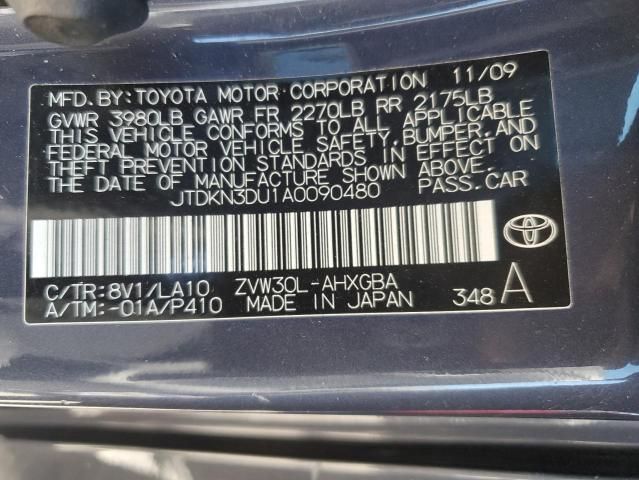 MFD.BY:TOYOTA MOTOR CORPORATION 11/09
GVWR 3980LB GAWR FR 2270LB RR 2175LB
THIS VEHICLE CONFORMS TO ALL APPLICABLE
FEDERAL MOTOR VEHICLE SAFETY,BUMPER,AND
THEFT PREVENTION STANDARDS IN EFFECT ON
THE DATE OF MANUFACTURE SHOWN ABOVE.
JTDKN3DU1A0090480 PASS.CAR
C/TR:8V1/LA10 ZVW30L-AHXGBA
A/TM:-01A/P410 MADE IN JAPAN 348 A